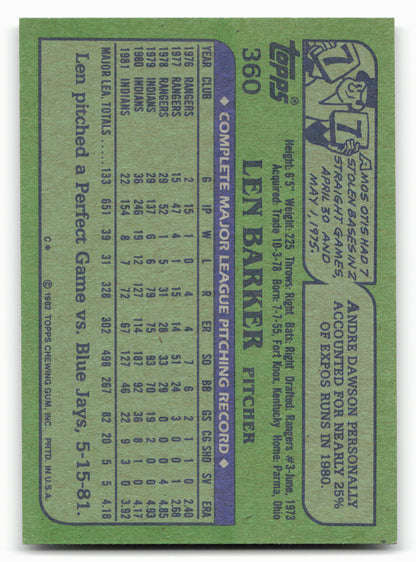 AMOS OTIS HAD 7
STOLEN BASES IN 2
STRAIGHT GAMES,
APRIL 30 AND
MAY 1, 1975.
7
7
ANDRE DAWSON PERSONALLY
ACCOUNTED FOR NEARLY 25%
OF EXPOS RUNS IN 1980.
TOPPS®
360
LEN BARKER
PITCHER
Height: 6'5" Weight: 225 Throws: Right. Bats: Right Drafted: Rangers #3-June, 1973
Acquired: Trade 10-3-78 Born: 7-7-55, Fort Knox, Kentucky Home: Parma, Ohio
COMPLETE MAJOR LEAGUE PITCHING RECORD
YEAR CLUB G IP W L R ER SO BB GS CG SHO SV ERA
1976 RANGERS 2 15 1 0 4 7 6 2 1 1 0 2.40
1977 RANGERS 15 47 4 1 14 51 24 3 0 0 1 2.68
1978 RANGERS 29 52 1 5 28 33 29 0 0 0 4 4.85
1979 INDIANS 29 137 6 6 75 93 70 19 2 0 0 4.93
1980 INDIANS 36 246 19 12 114 187 92 36 8 1 0 4.17
1981 INDIANS 22 154 8 7 67 127 46 22 9 3 0 3.92
MAJOR LEA. TOTALS 133 651 39 31 328 302 498 267 82 20 5 5 4.18
Len pitched a Perfect Game vs. Blue Jays, 5-15-81.
C* © 1982 TOPPS CHEWING GUM, INC. PRTD. IN U.S.A.